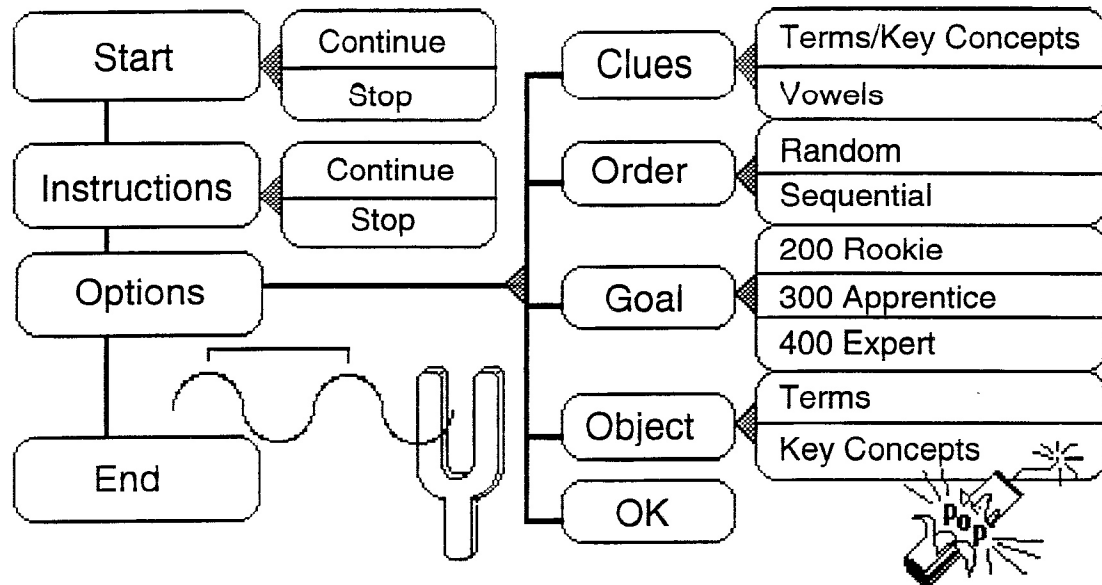 Start
Continue
Stop
Instructions
Continue
Stop
Options
End
Clues
Terms/Key Concepts
Vowels
Order
Random
Sequential
Goal
200 Rookie
300 Apprentice
400 Expert
Object
Terms
Key Concepts
OK
pop